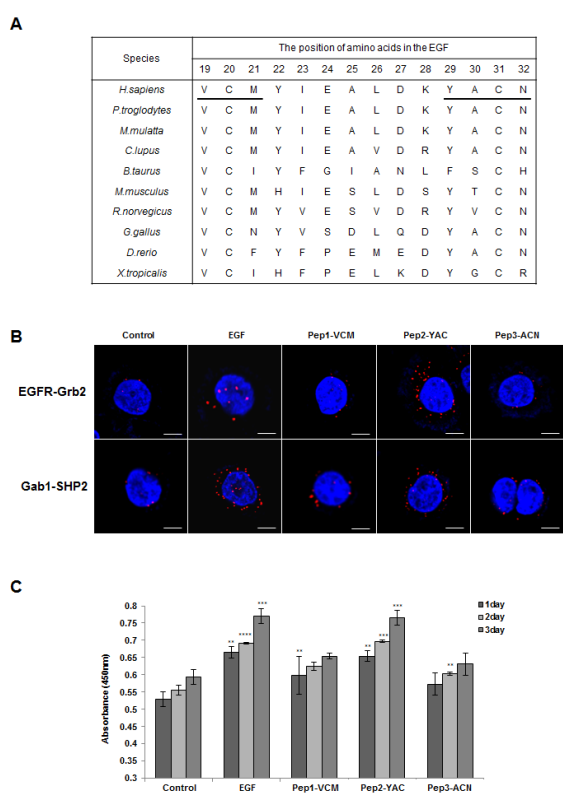 A
Species
The position of amino acids in the EGF
19 20 21 22 23 24 25 26 27 28 29 30 31 32
H.sapiens V C M Y I E A L D K Y A C N
P.troglodytes V C M Y I E A L D K Y A C N
M.mulatta V C M Y I E A L D K Y A C N
C.lupus V C M Y I E A V D R Y A C N
B.taurus V C I Y F G I A N L F S C H
M.musculus V C M H I E S L D S Y T C N
R.norvegicus V C M Y V E S V D R Y V C N
G.gallus V C N Y V S D L Q D Y A C N
D.rerio V C F Y F P E M E D Y A C N
X.tropicalis V C I H F P E L K D Y G C R
B
Control EGF Pep1-VCM Pep2-YAC Pep3-ACN
EGFR-Grb2
Gab1-SHP2
C
0.8
0.75
0.7
0.65
0.6
0.55
0.5
0.45
0.4
0.35
0.3
Absorbance (450nm)
** **** ***
**
** *** ***
**
1day
2day
3day
Control EGF Pep1-VCM Pep2-YAC Pep3-ACN